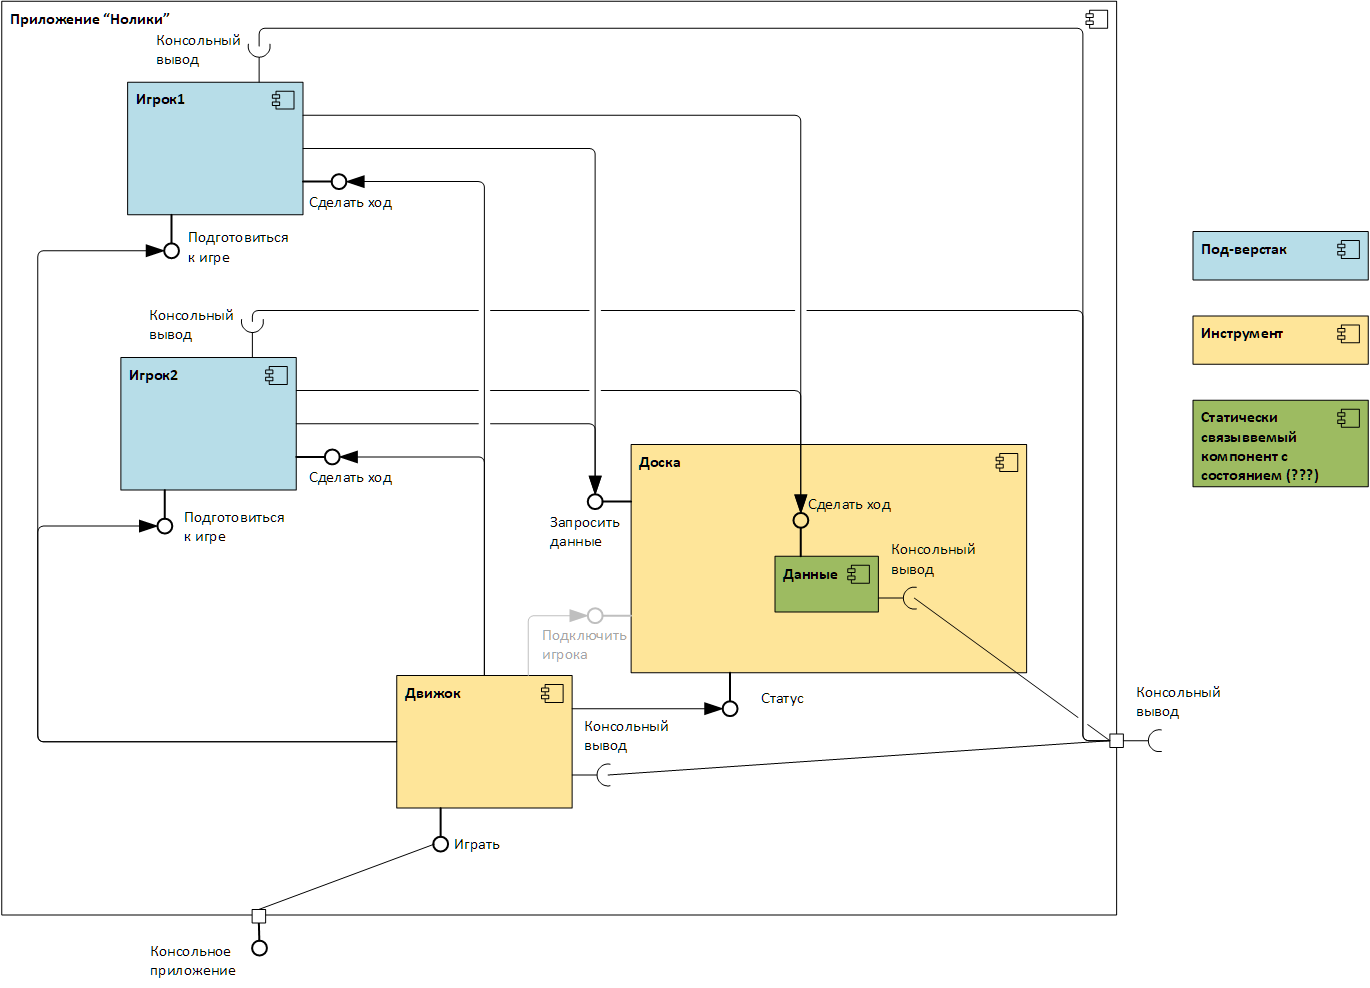 Приложение “Нолики”
Консольный
вывод
Игрок1
Сделать ход
Подготовиться
к игре
Консольный
вывод
Игрок2
Сделать ход
Подготовиться
к игре
Доска
Запросить
данные
Сделать ход
Данные
Консольный
вывод
Подключить
игрока
Движок
Статус
Консольный
вывод
Консольный
вывод
Играть
Консольное
приложение
Под-верстак
Инструмент
Статически
связыввемый
компонент с
состоянием (???)